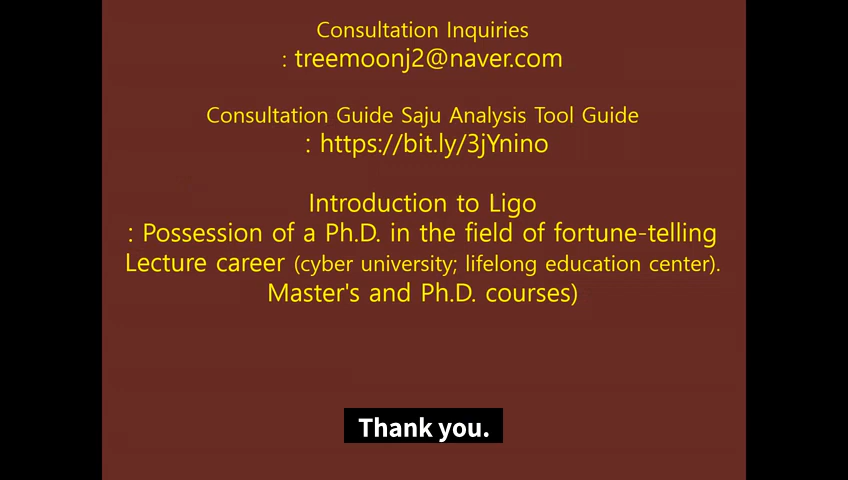 Consultation Inquiries
: treemoonj2@naver.com
Consultation Guide Saju Analysis Tool Guide
: https://bit.ly/3jYnino
Introduction to Ligo
: Possession of a Ph.D. in the field of fortune-telling
Lecture career (cyber university; lifelong education center).
Master's and Ph.D. courses)
Thank you.